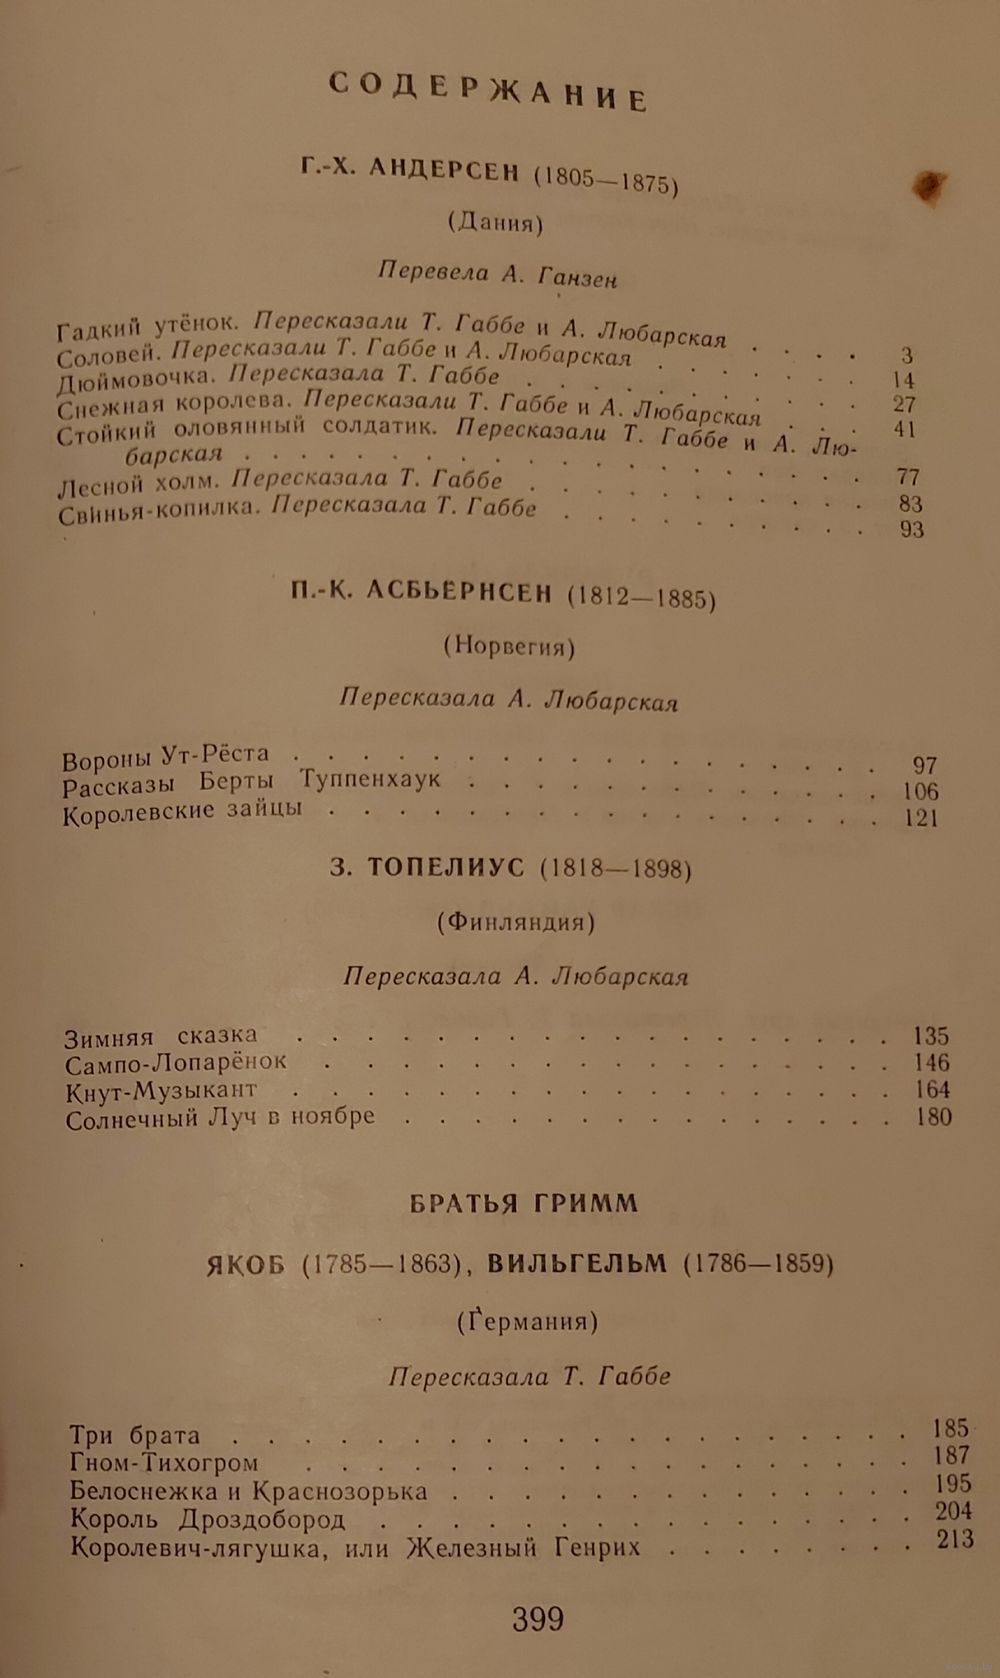 СОДЕРЖАНИЕ
Г.-Х. АНДЕРСЕН (1805—1875)
(Дания)
Перевела А. Ганзен
Гадкий утёнок. Пересказали Т. Габбе и А. Любарская . . . . 3
Соловей. Пересказали Т. Габбе и А. Любарская . . . . . . 14
Дюймовочка. Пересказала Т. Габбе . . . . . . . . . . 27
Снежная королева. Пересказали Т. Габбе и А. Любарская . . . 41
Стойкий оловянный солдатик. Пересказали Т. Габбе и А. Лю-
барская . . . . . . . . . . . . . . . . . 77
Лесной холм. Пересказала Т. Габбе . . . . . . . . . . 83
Свинья-копилка. Пересказала Т. Габбе . . . . . . . . . 93
П.-К. АСБЬЁРНСЕН (1812—1885)
(Норвегия)
Пересказала А. Любарская
Вороны Ут-Рёста . . . . . . . . . . . . . . . . . 97
Рассказы Берты Туппенхаук . . . . . . . . . . . . 106
Королевские зайцы . . . . . . . . . . . . . . . . 121
З. ТОПЕЛИУС (1818—1898)
(Финляндия)
Пересказала А. Любарская
Зимняя сказка . . . . . . . . . . . . . . . . . 135
Сампо-Лопарёнок . . . . . . . . . . . . . . . . 146
Кнут-Музыкант . . . . . . . . . . . . . . . . . 164
Солнечный Луч в ноябре . . . . . . . . . . . . . . 180
БРАТЬЯ ГРИММ
ЯКОБ (1785—1863), ВИЛЬГЕЛЬМ (1786—1859)
(Германия)
Пересказала Т. Габбе
Три брата . . . . . . . . . . . . . . . . . . . 185
Гном-Тихогром . . . . . . . . . . . . . . . . . 187
Белоснежка и Краснозорька . . . . . . . . . . . . . 195
Король Дроздобород . . . . . . . . . . . . . . . 204
Королевич-лягушка, или Железный Генрих . . . . . . . . 213
399